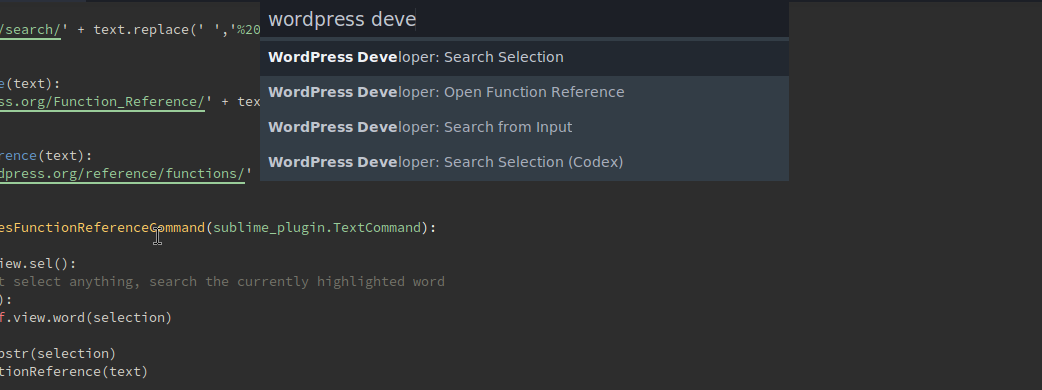 wordpress deve
WordPress Developer: Search Selection
WordPress Developer: Open Function Reference
WordPress Developer: Search from Input
WordPress Developer: Search Selection (Codex)
/search/' + text.replace(' ','%20
e(text):
ss.org/Function_Reference/' + tex
rence(text):
dpress.org/reference/functions/'
esFunctionReferenceCommand(sublime_plugin.TextCommand):
iew.sel():
t select anything, search the currently highlighted word
):
f.view.word(selection)
bstr(selection)
tionReference(text)